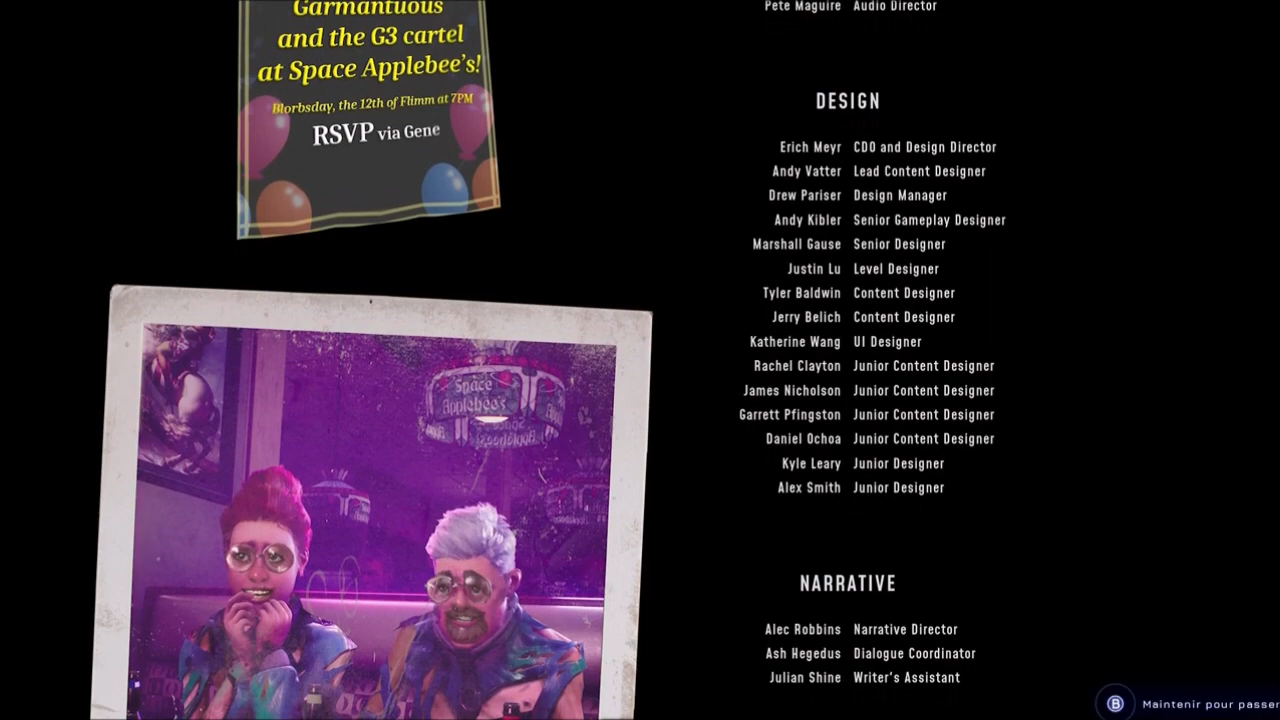 Garmantuous
and the G3 cartel
at Space Applebee's!
Blorbsday, the 12th of Flimm at 7PM
RSVP via Gene
Space
Applebee's
Pete Maguire Audio Director
DESIGN
Erich Meyr CDO and Design Director
Andy Vatter Lead Content Designer
Drew Pariser Design Manager
Andy Kibler Senior Gameplay Designer
Marshall Gause Senior Designer
Justin Lu Level Designer
Tyler Baldwin Content Designer
Jerry Belich Content Designer
Katherine Wang UI Designer
Rachel Clayton Junior Content Designer
James Nicholson Junior Content Designer
Garrett Pfingston Junior Content Designer
Daniel Ochoa Junior Content Designer
Kyle Leary Junior Designer
Alex Smith Junior Designer
NARRATIVE
Alec Robbins Narrative Director
Ash Hegedus Dialogue Coordinator
Julian Shine Writer's Assistant
B Maintenir pour passer